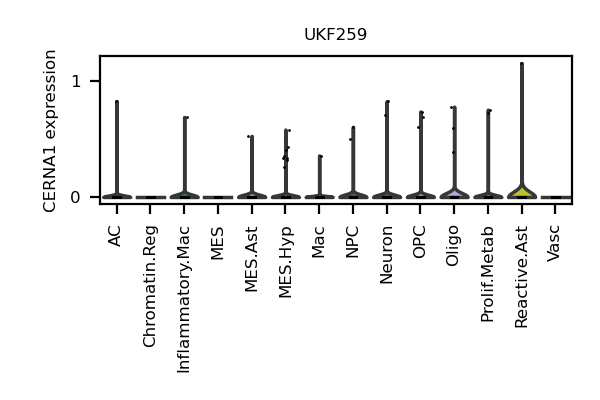 UKF259
CERNA1 expression
1
0
AC
Chromatin.Reg
Inflammatory.Mac
MES
MES.Ast
MES.Hyp
Mac
NPC
Neuron
OPC
Oligo
Prolif.Metab
Reactive.Ast
Vasc